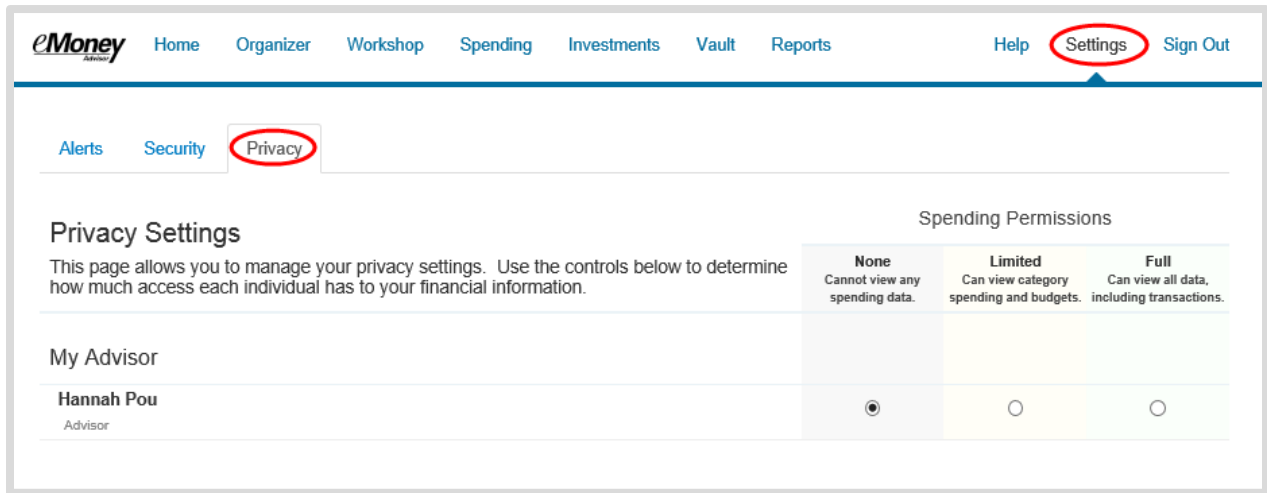 eMoney Advisor Home Organizer Workshop Spending Investments Vault Reports Help Settings Sign Out
Alerts Security Privacy
Privacy Settings
This page allows you to manage your privacy settings. Use the controls below to determine
how much access each individual has to your financial information.
Spending Permissions
None
Cannot view any
spending data.
Limited
Can view category
spending and budgets.
Full
Can view all data,
including transactions.
My Advisor
Hannah Pou
Advisor